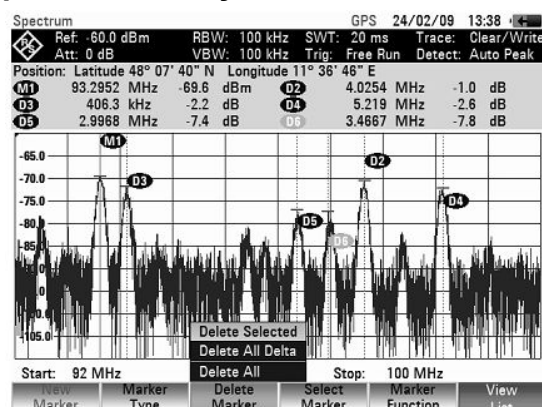 Spectrum GPS 24/02/09 13:38
Ref: -60.0 dBm RBW: 100 kHz SWT: 20 ms Trace: Clear/Write
Att: 0 dB VBW: 100 kHz Trig: Free Run Detect: Auto Peak
Position: Latitude 48° 07' 40" N Longitude 11° 36' 46" E
M1 93.2952 MHz -69.6 dBm D2 4.0254 MHz -1.0 dB
D3 406.3 kHz -2.2 dB D4 5.219 MHz -2.6 dB
D5 2.9968 MHz -7.4 dB D6 3.4667 MHz -7.8 dB
M1
-65.0
D2
-70.0
D3
-75.0
D4
-80
D5
D6
Delete Selected
105.0
Delete All Delta
Delete All
Start: 92 MHz Stop: 100 MHz
New Marker Delete Select Marker View
Marker Type Marker Marker Function List